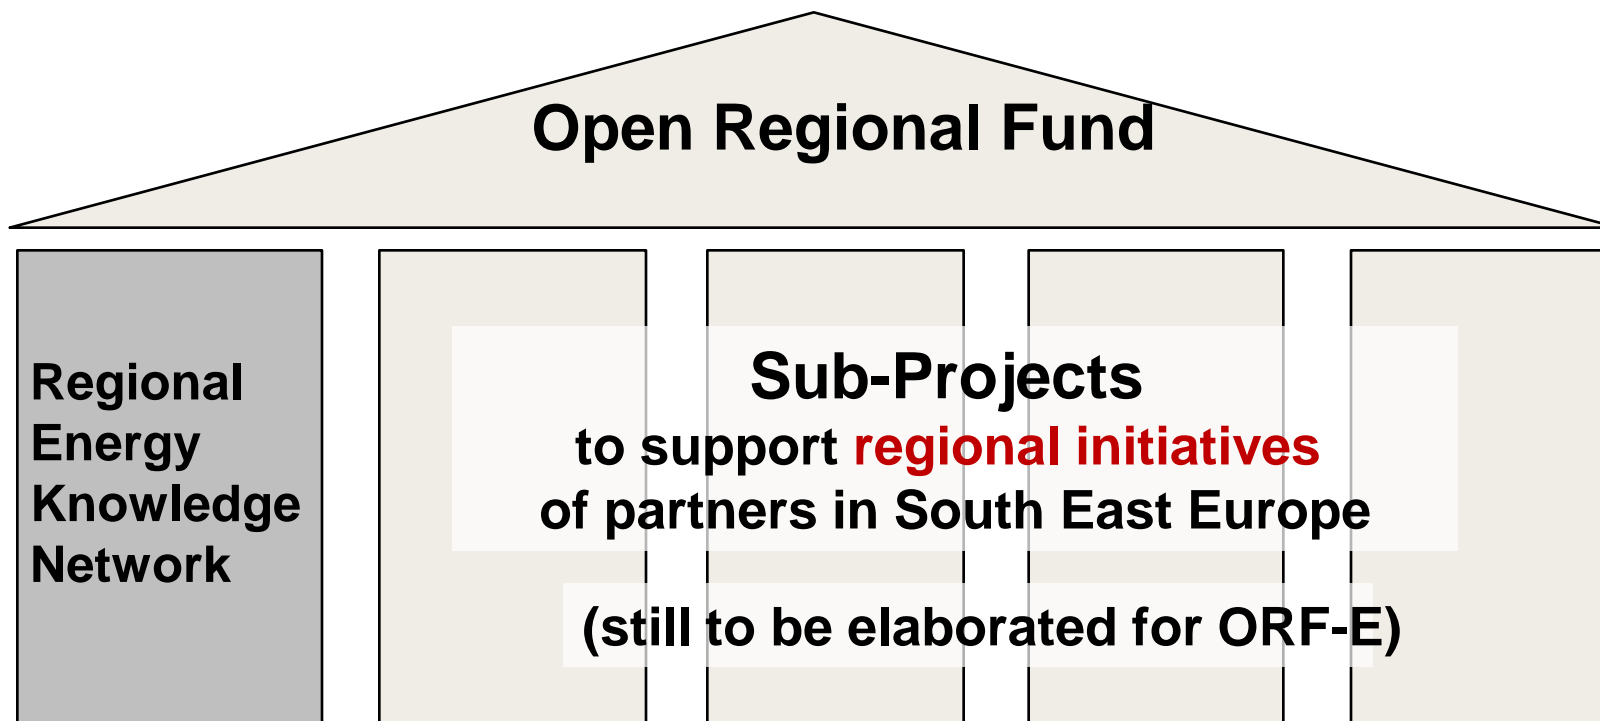 Open Regional Fund
Regional
Energy
Knowledge
Network
Sub-Projects
to support regional initiatives
of partners in South East Europe
(still to be elaborated for ORF-E)